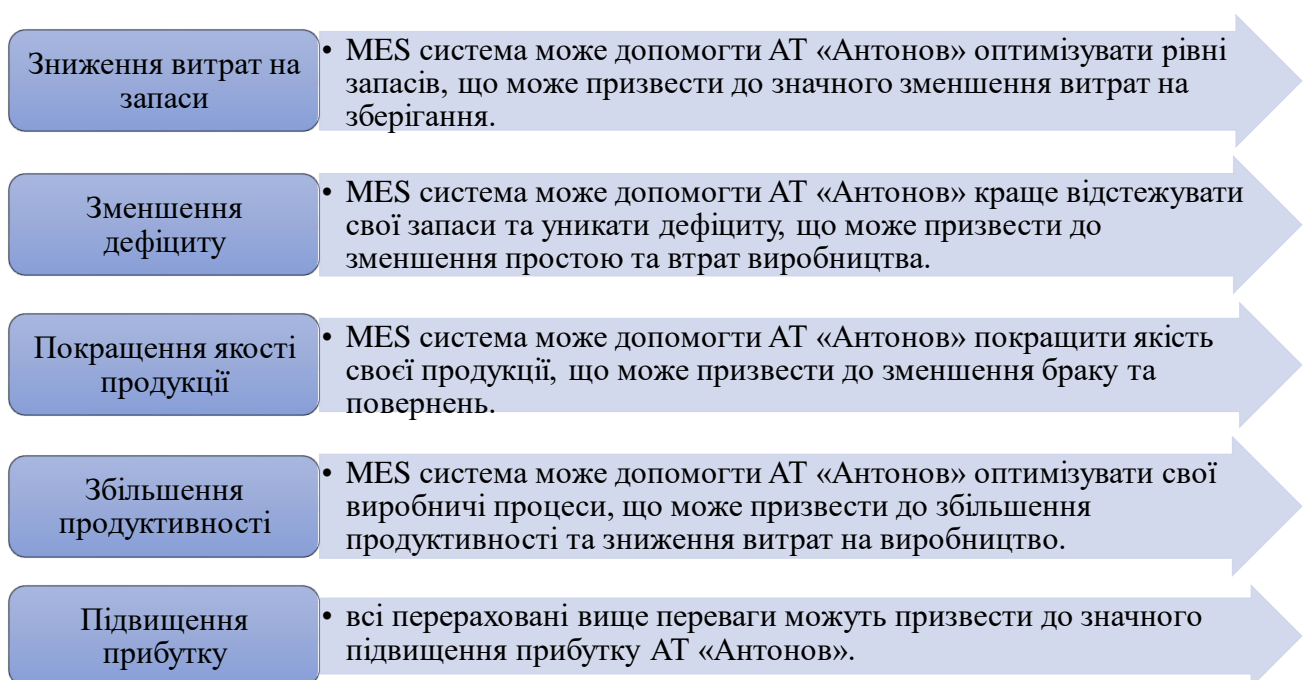 Зниження витрат на
запаси
• MES система може допомогти АТ «Антонов» оптимізувати рівні
запасів, що може призвести до значного зменшення витрат на
зберігання.
Зменшення
дефіциту
• MES система може допомогти АТ «Антонов» краще відстежувати
свої запаси та уникати дефіциту, що може призвести до
зменшення простою та втрат виробництва.
Покращення якості
продукції
• MES система може допомогти АТ «Антонов» покращити якість
своєї продукції, що може призвести до зменшення браку та
повернень.
Збільшення
продуктивності
• MES система може допомогти АТ «Антонов» оптимізувати свої
виробничі процеси, що може призвести до збільшення
продуктивності та зниження витрат на виробництво.
Підвищення
прибутку
• всі перераховані вище переваги можуть призвести до значного
підвищення прибутку АТ «Антонов».